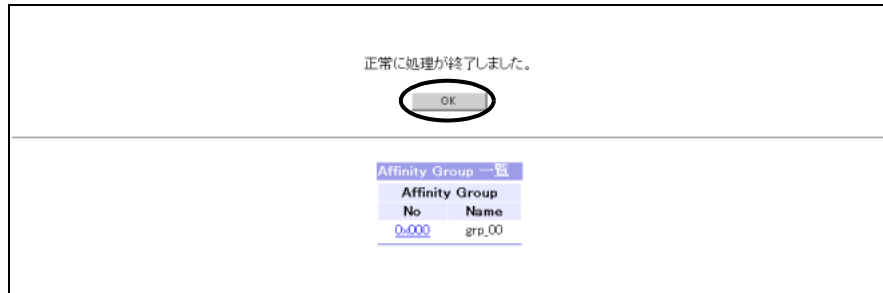 正常に処理が終了しました。
OK
Affinity Group 一覧
Affinity Group
No Name
0x000 grp_00